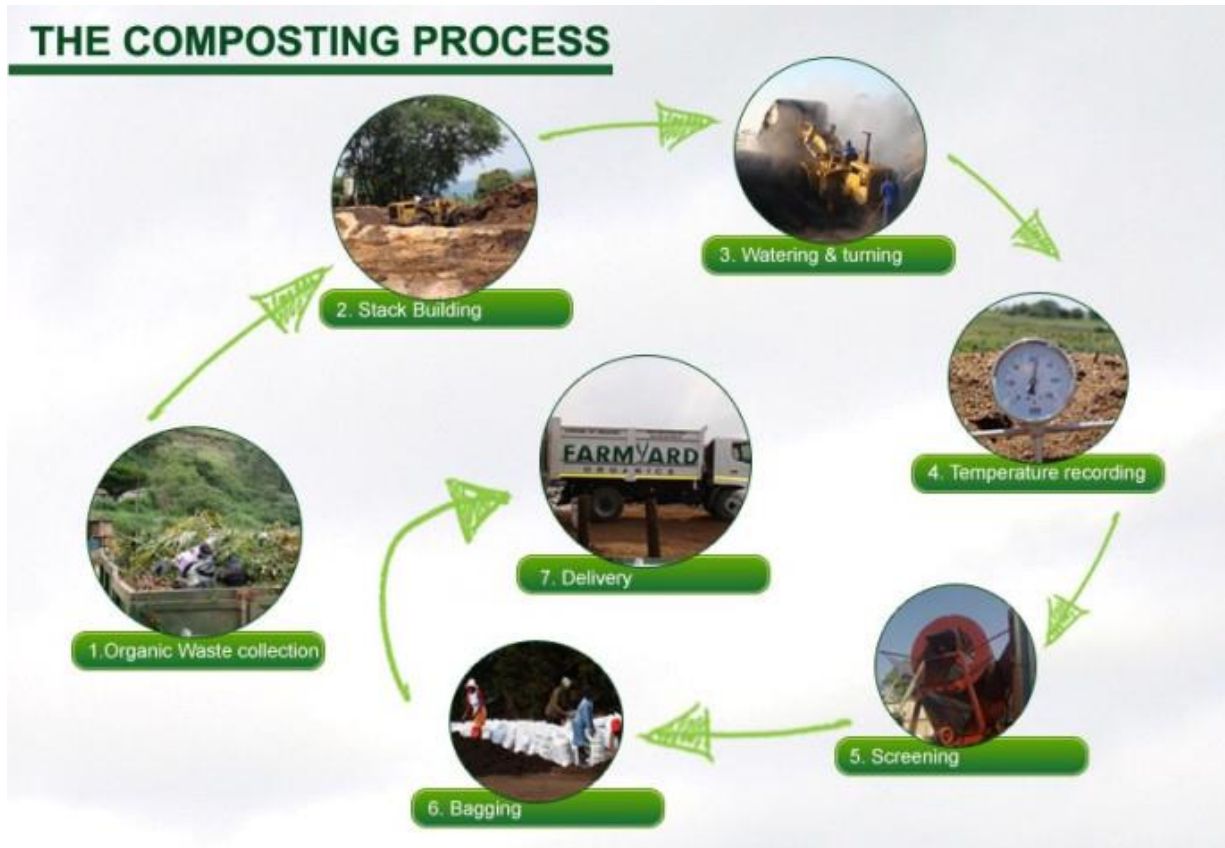 THE COMPOSTING PROCESS
1.Organic Waste collection
2. Stack Building
3. Watering & turning
4. Temperature recording
5. Screening
6. Bagging
7. Delivery
FARMYARD
ORGANICS